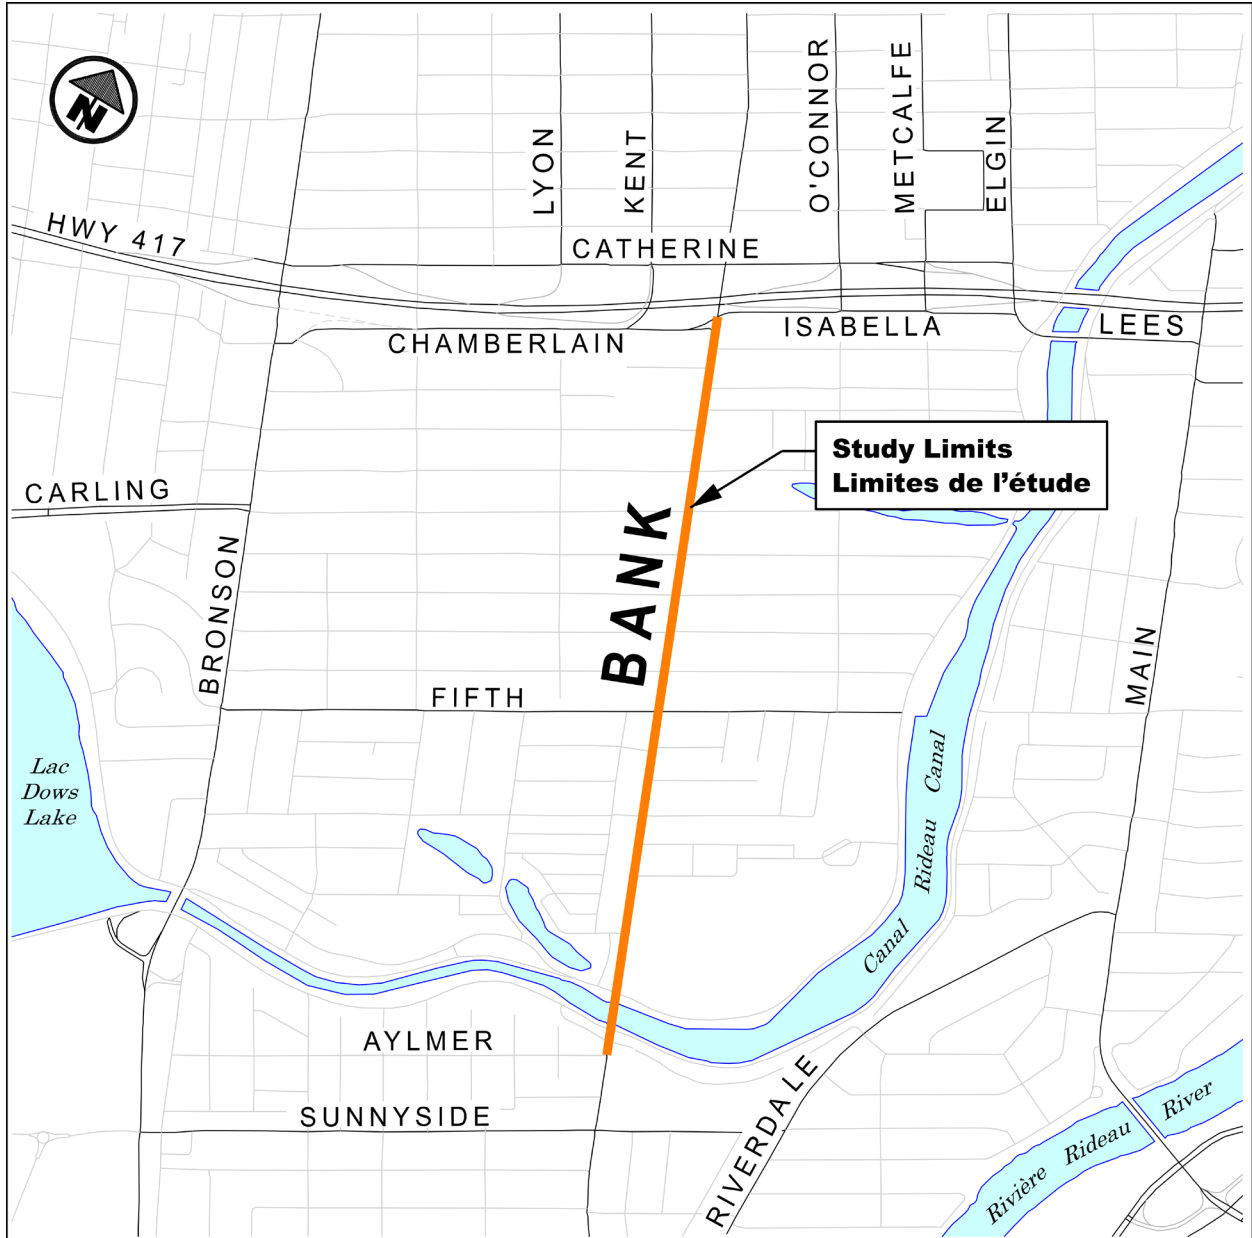 N
LYON
KENT
O'CONNOR
METCALFE
ELGIN
HWY 417
CATHERINE
CHAMBERLAIN
ISABELLA
LEES
Study Limits
Limites de l'étude
CARLING
BRONSON
BANK
MAIN
FIFTH
Lac
Dows
Lake
Canal Rideau Canal
AYLMER
SUNNYSIDE
RIVERDALE
Rivière Rideau River